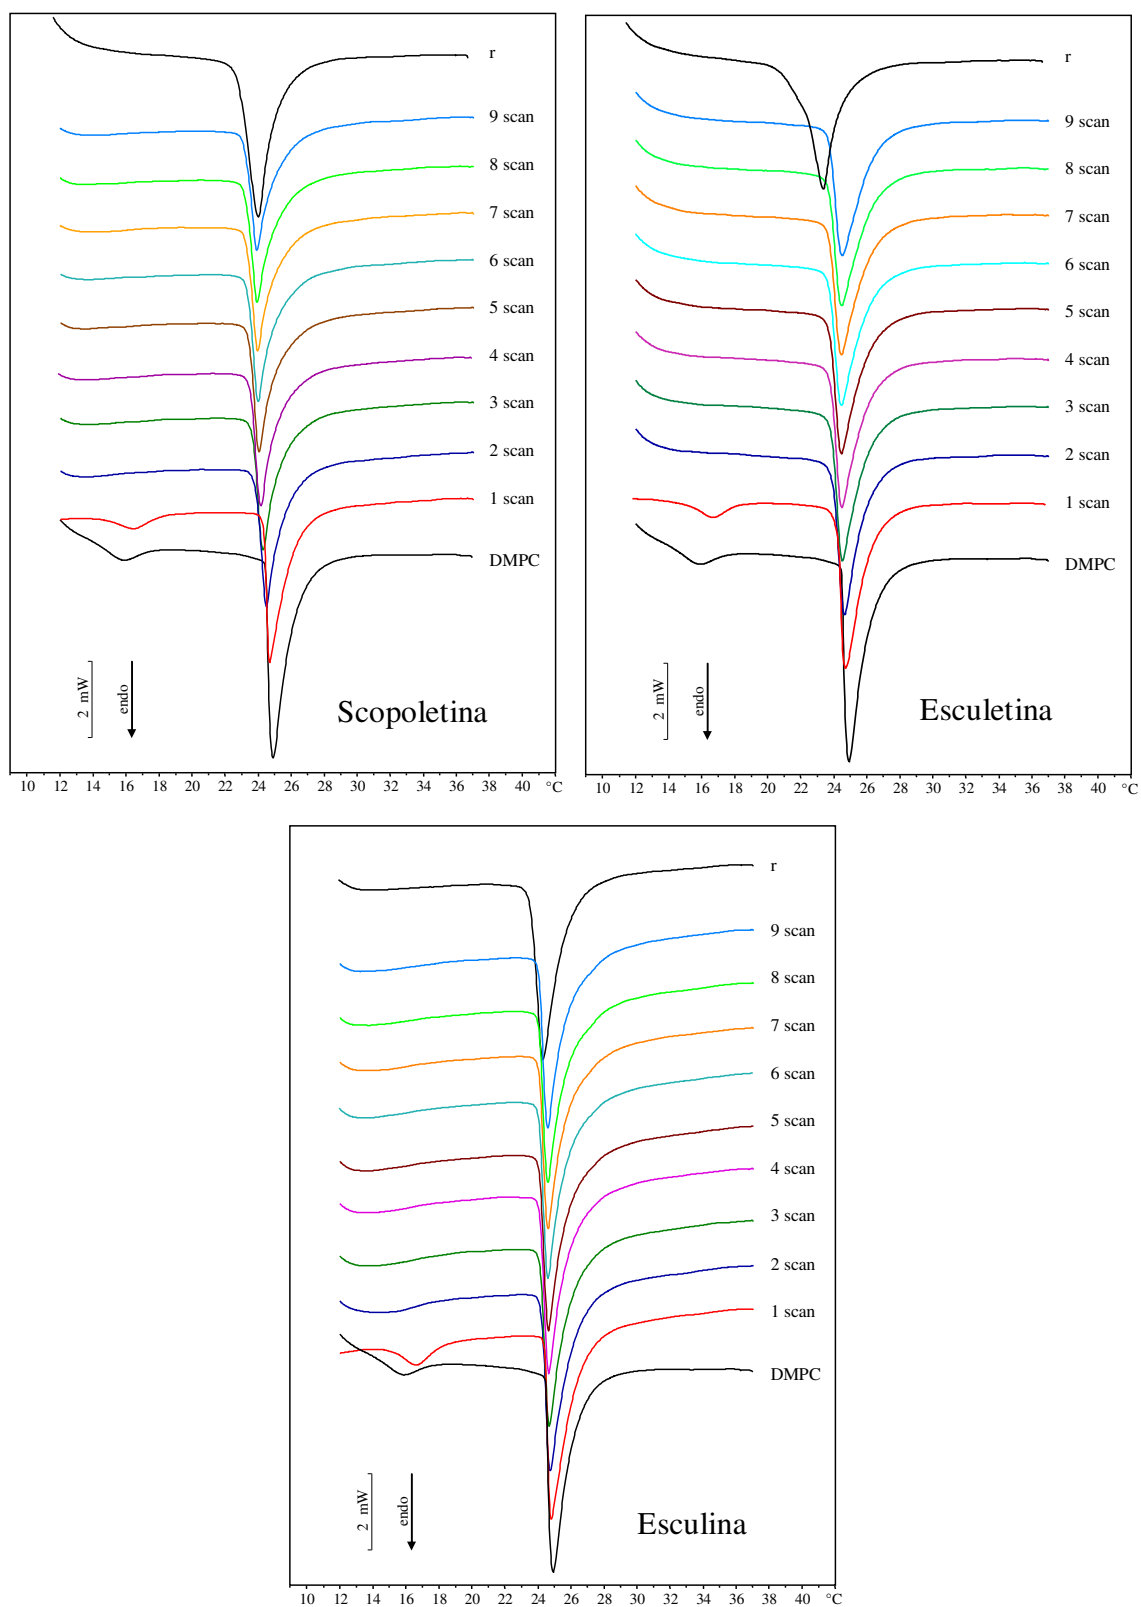 r
9 scan
8 scan
7 scan
6 scan
5 scan
4 scan
3 scan
2 scan
1 scan
DMPC
2 mW
endo
Scopoletina
10 12 14 16 18 20 22 24 26 28 30 32 34 36 38 40 °C
r
9 scan
8 scan
7 scan
6 scan
5 scan
4 scan
3 scan
2 scan
1 scan
DMPC
2 mW
endo
Esculetina
10 12 14 16 18 20 22 24 26 28 30 32 34 36 38 40 °C
r
9 scan
8 scan
7 scan
6 scan
5 scan
4 scan
3 scan
2 scan
1 scan
DMPC
2 mW
endo
Esculina
10 12 14 16 18 20 22 24 26 28 30 32 34 36 38 40 °C